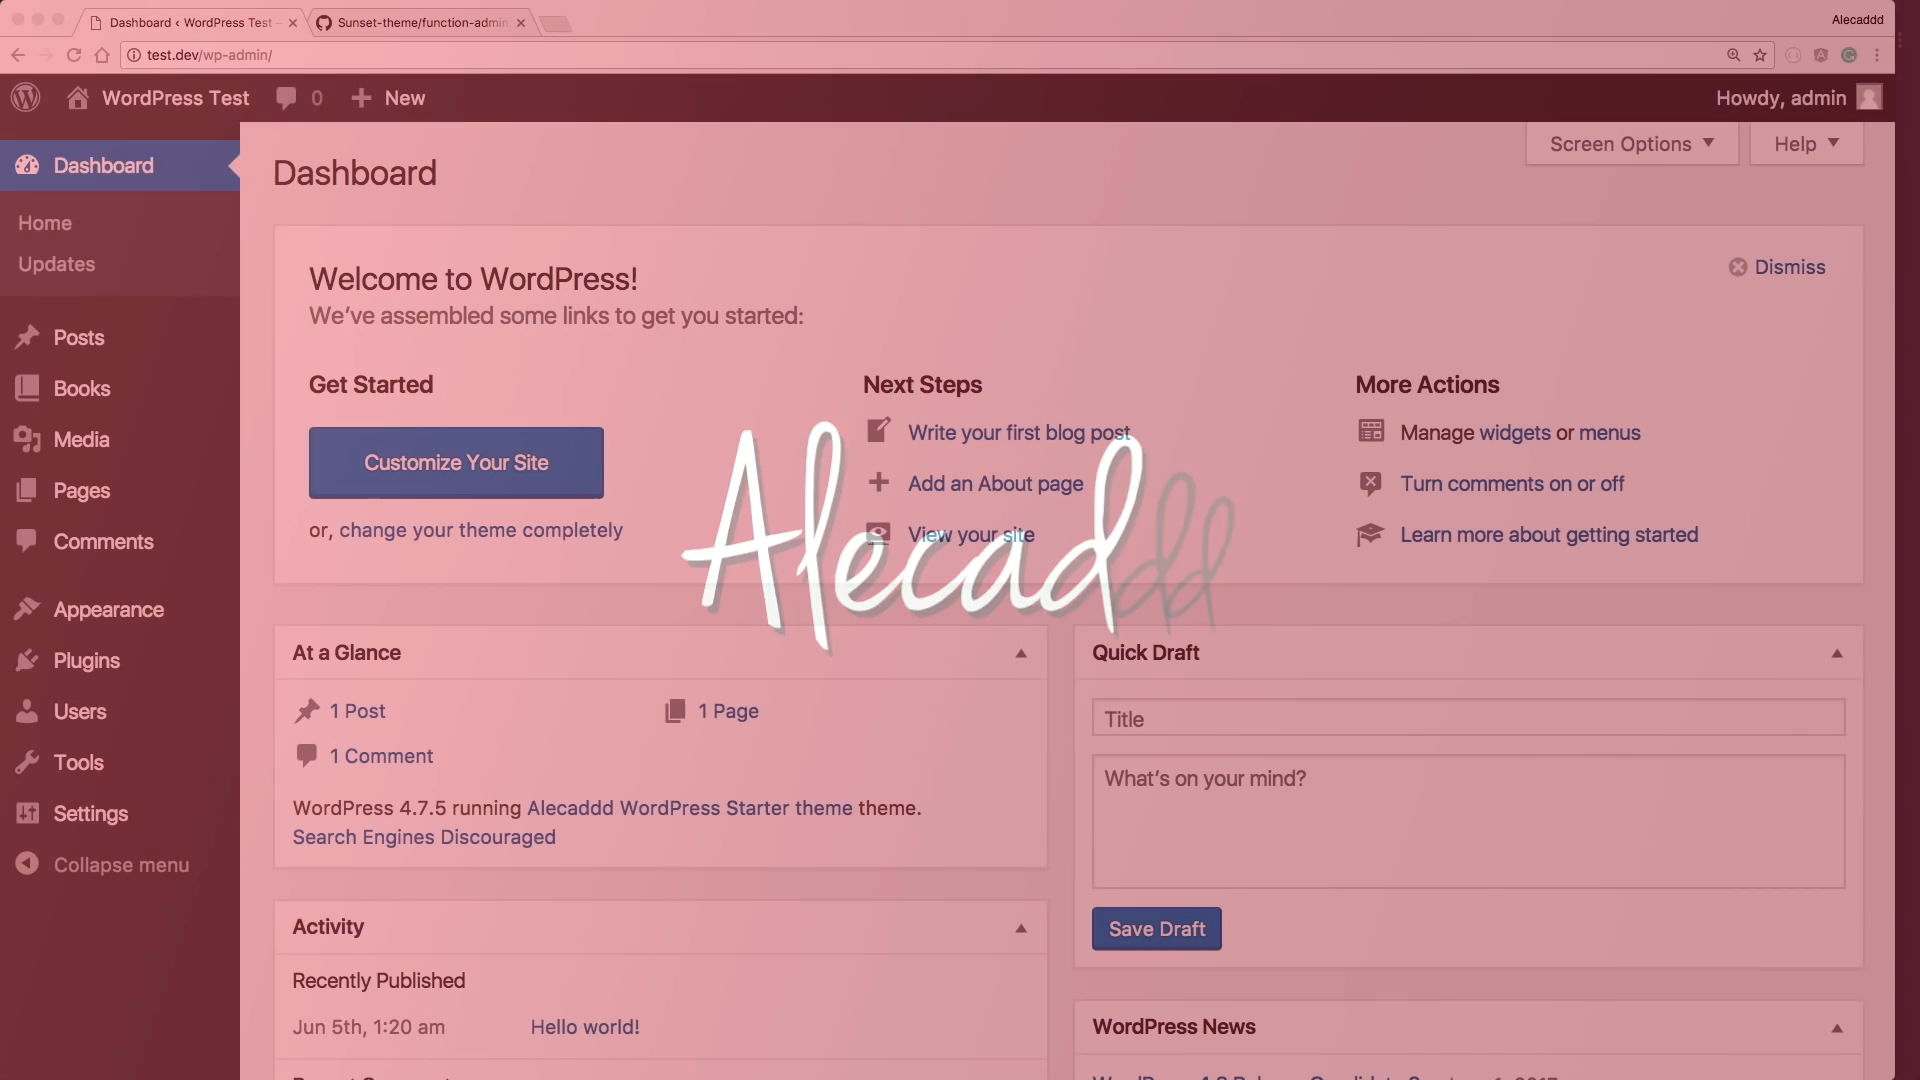 Dashboard ‹ WordPress Test
Sunset-theme/function-admin
Alecaddd
test.dev/wp-admin/
WordPress Test
0
New
Howdy, admin
Dashboard
Home
Updates
Posts
Books
Media
Pages
Comments
Appearance
Plugins
Users
Tools
Settings
Collapse menu
Dashboard
Screen Options
Help
Welcome to WordPress!
We’ve assembled some links to get you started:
Dismiss
Get Started
Customize Your Site
or, change your theme completely
Next Steps
Write your first blog post
Add an About page
View your site
More Actions
Manage widgets or menus
Turn comments on or off
Learn more about getting started
Alecaddd
At a Glance
1 Post
1 Page
1 Comment
WordPress 4.7.5 running Alecaddd WordPress Starter theme theme.
Search Engines Discouraged
Activity
Recently Published
Jun 5th, 1:20 am
Hello world!
Quick Draft
Title
What’s on your mind?
Save Draft
WordPress News